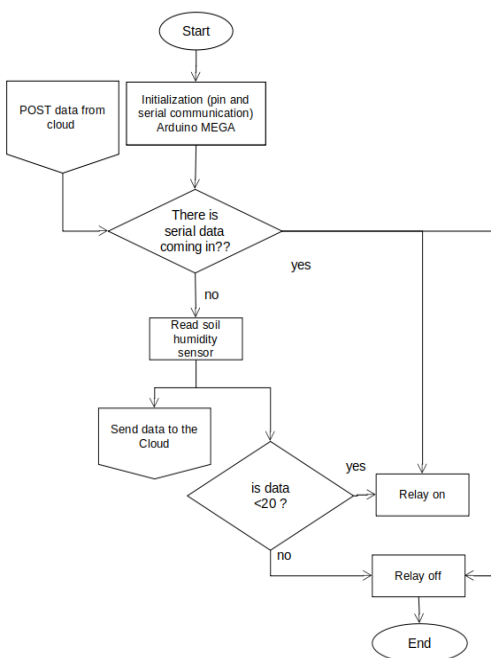 Start
POST data from
cloud
Initialization (pin and
serial communication)
Arduino MEGA
There is
serial data
coming in??
yes
no
Read soil
humidity
sensor
Send data to the
Cloud
is data
<20 ?
yes
Relay on
no
Relay off
End